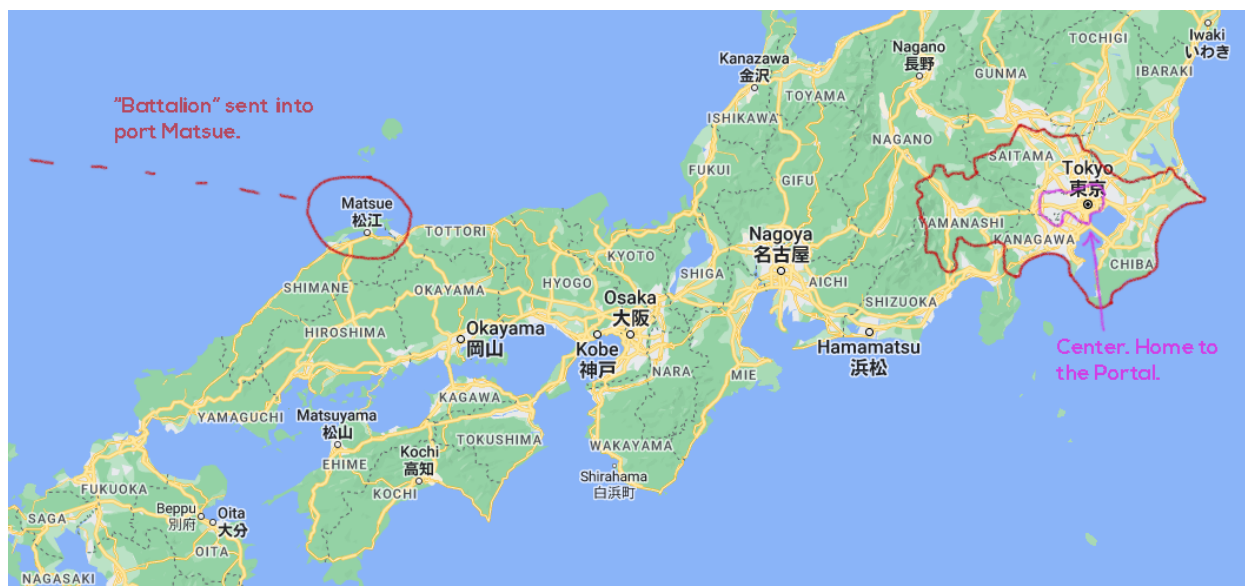 Iwaki
いわき
TOCHIGI
Nagano
長野
Kanazawa
金沢
GUNMA
IBARAKI
TOYAMA
"Battalion" sent into
port Matsue.
ISHIKAWA
NAGANO
SAITAMA
Tokyo
東京
FUKUI
GIFU
Matsue
松江
YAMANASHI
TOTTORI
Nagoya
名古屋
KANAGAWA
KYOTO
CHIBA
SHIGA
HYOGO
AICHI
SHIMANE
OKAYAMA
Osaka
大阪
SHIZUOKA
HIROSHIMA
Okayama
岡山
Kobe
神戸
Hamamatsu
浜松
Center. Home to
the Portal.
NARA
MIE
KAGAWA
YAMAGUCHI
Matsuyama
松山
TOKUSHIMA
WAKAYAMA
Kochi
高知
EHIME
Shirahama
白浜町
KOCHI
FUKUOKA
Beppu
別府
Oita
大分
SAGA
OITA
NAGASAKI